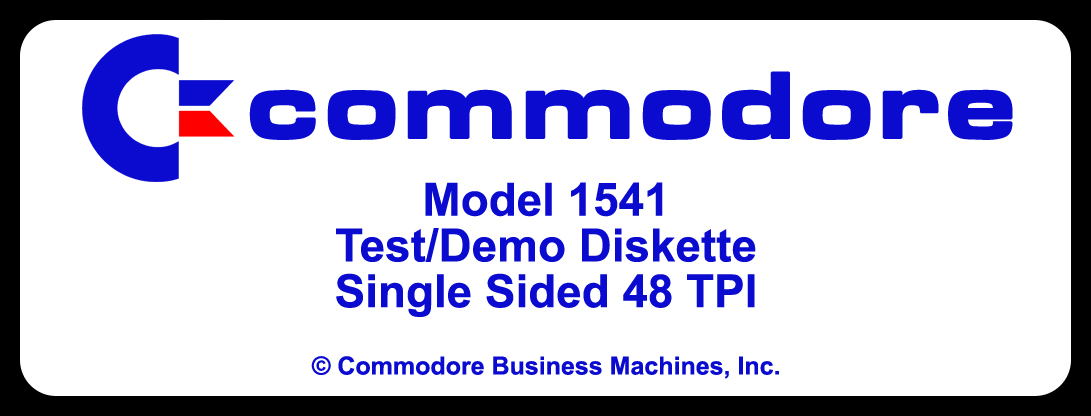 commodore
Model 1541
Test/Demo Diskette
Single Sided 48 TPI
© Commodore Business Machines, Inc.